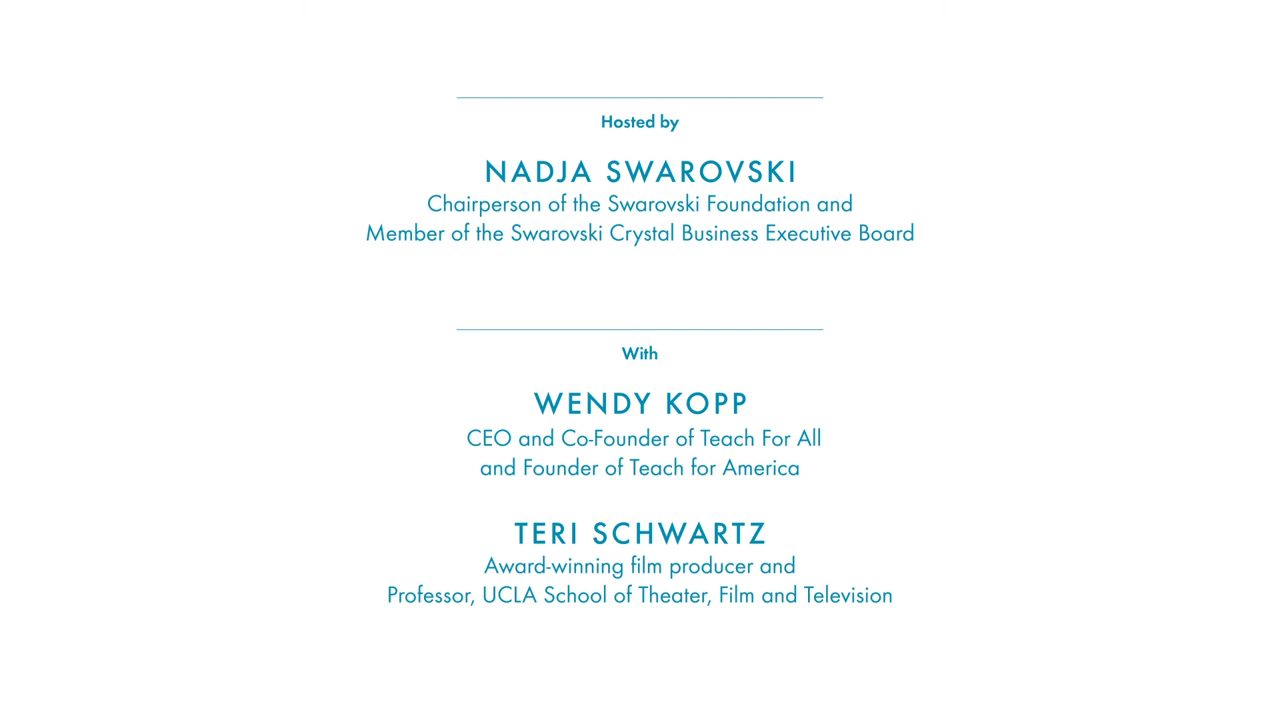 Hosted by
NADJA SWAROVSKI
Chairperson of the Swarovski Foundation and
Member of the Swarovski Crystal Business Executive Board
With
WENDY KOPP
CEO and Co-Founder of Teach For All
and Founder of Teach for America
TERI SCHWARTZ
Award-winning film producer and
Professor, UCLA School of Theater, Film and Television